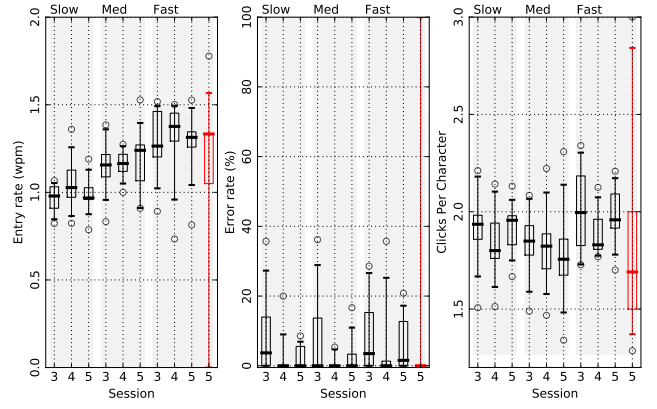 Slow Med Fast
Entry rate (wpm)
2.0
1.5
1.0
0.5
0.0
3 4 5 3 4 5 3 4 5 5
Session
Slow Med Fast
Error rate (%)
100
80
60
40
20
0
3 4 5 3 4 5 3 4 5 5
Session
Slow Med Fast
Clicks Per Character
3.0
2.5
2.0
1.5
3 4 5 3 4 5 3 4 5 5
Session